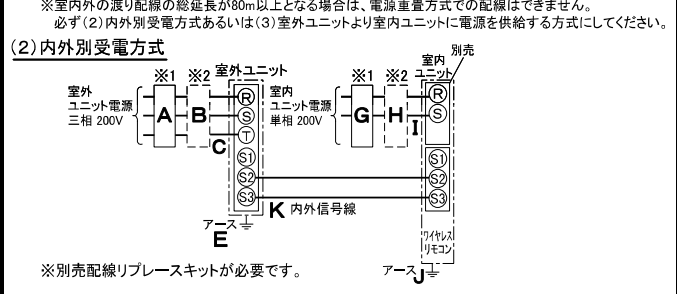 ※室内外の渡り配線の総延長が80m以上となる場合は、電源重畳方式での配線はできません。
必ず(2)内外別受電方式あるいは(3)室外ユニットより室内ユニットに電源を供給する方式にしてください。
(2)内外別受電方式
別売
※1 ※2 室外ユニット ※1 ※2 室内ユニット
室外
ユニット電源
三相 200V
A B C
R
S
T
S1
S2
S3
室内
ユニット電源
単相 200V
G H I
R
S
S1
S2
S3
K 内外信号線
アース
E
ワイヤレス
リモコン
※別売配線リプレースキットが必要です。
アース J